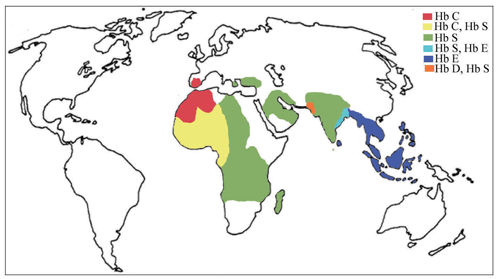 Hb C
Hb C, Hb S
Hb S
Hb S, Hb E
Hb E
Hb D, Hb S